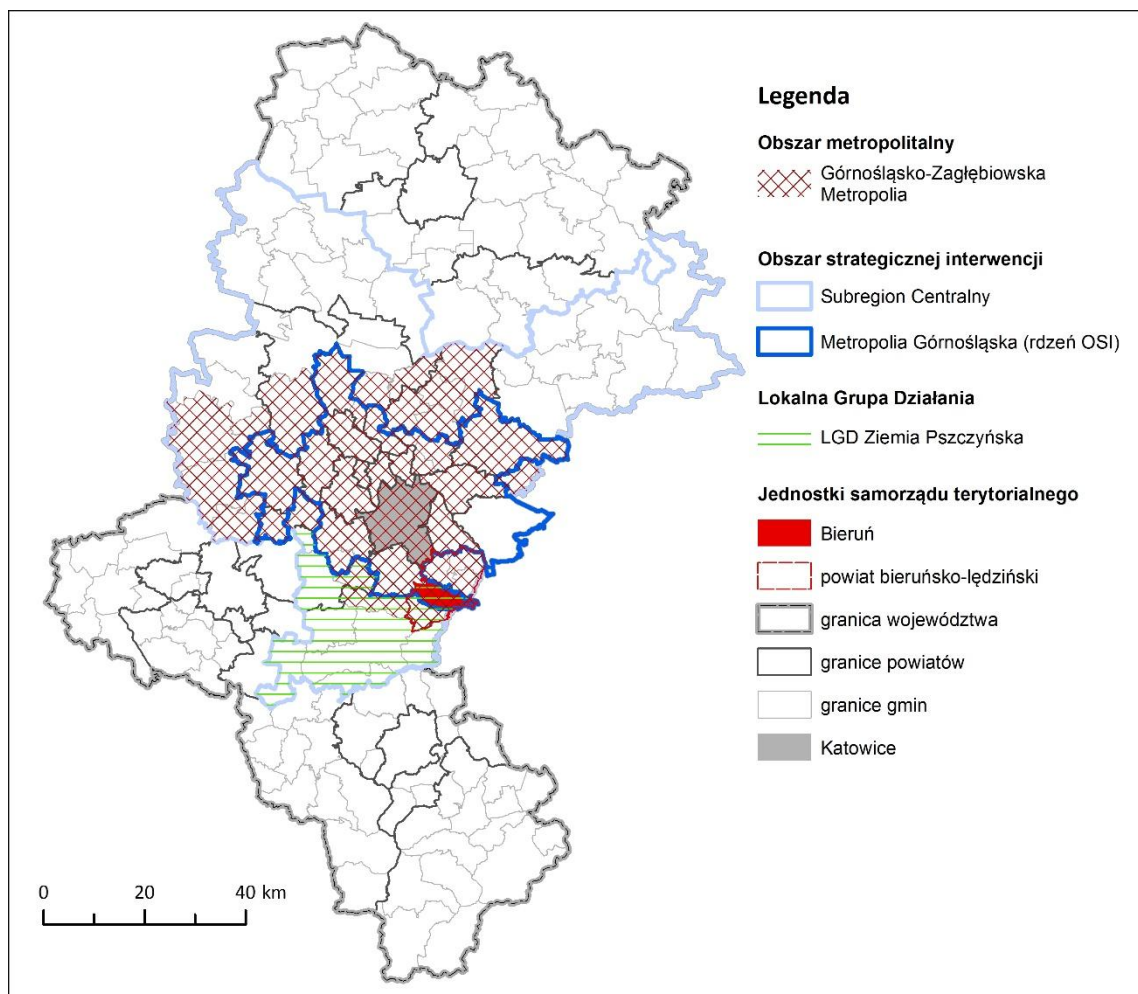 Legenda
Obszar metropolitalny
Górnośląsko-Zagłębiowska
Metropolia
Obszar strategicznej interwencji
Subregion Centralny
Metropolia Górnośląska (rdzeń OSI)
Lokalna Grupa Działania
LGD Ziemia Pszczyńska
Jednostki samorządu terytorialnego
Bieruń
powiat bieruńsko-lędziński
granica województwa
granice powiatów
granice gmin
Katowice
0 20 40 km